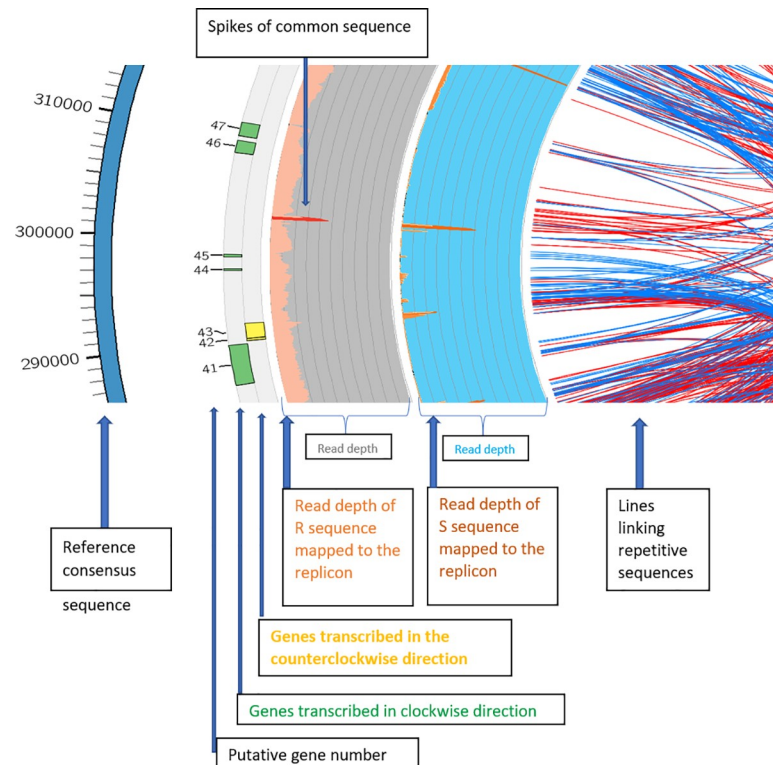 Spikes of common sequence
310000
47
46
300000
45
44
43
42
290000
41
Read depth
Read depth
Reference
consensus
sequence
Read depth of
R sequence
mapped to the
replicon
Read depth of
S sequence
mapped to the
replicon
Lines
linking
repetitive
sequences
Genes transcribed in the
counterclockwise direction
Genes transcribed in clockwise direction
Putative gene number